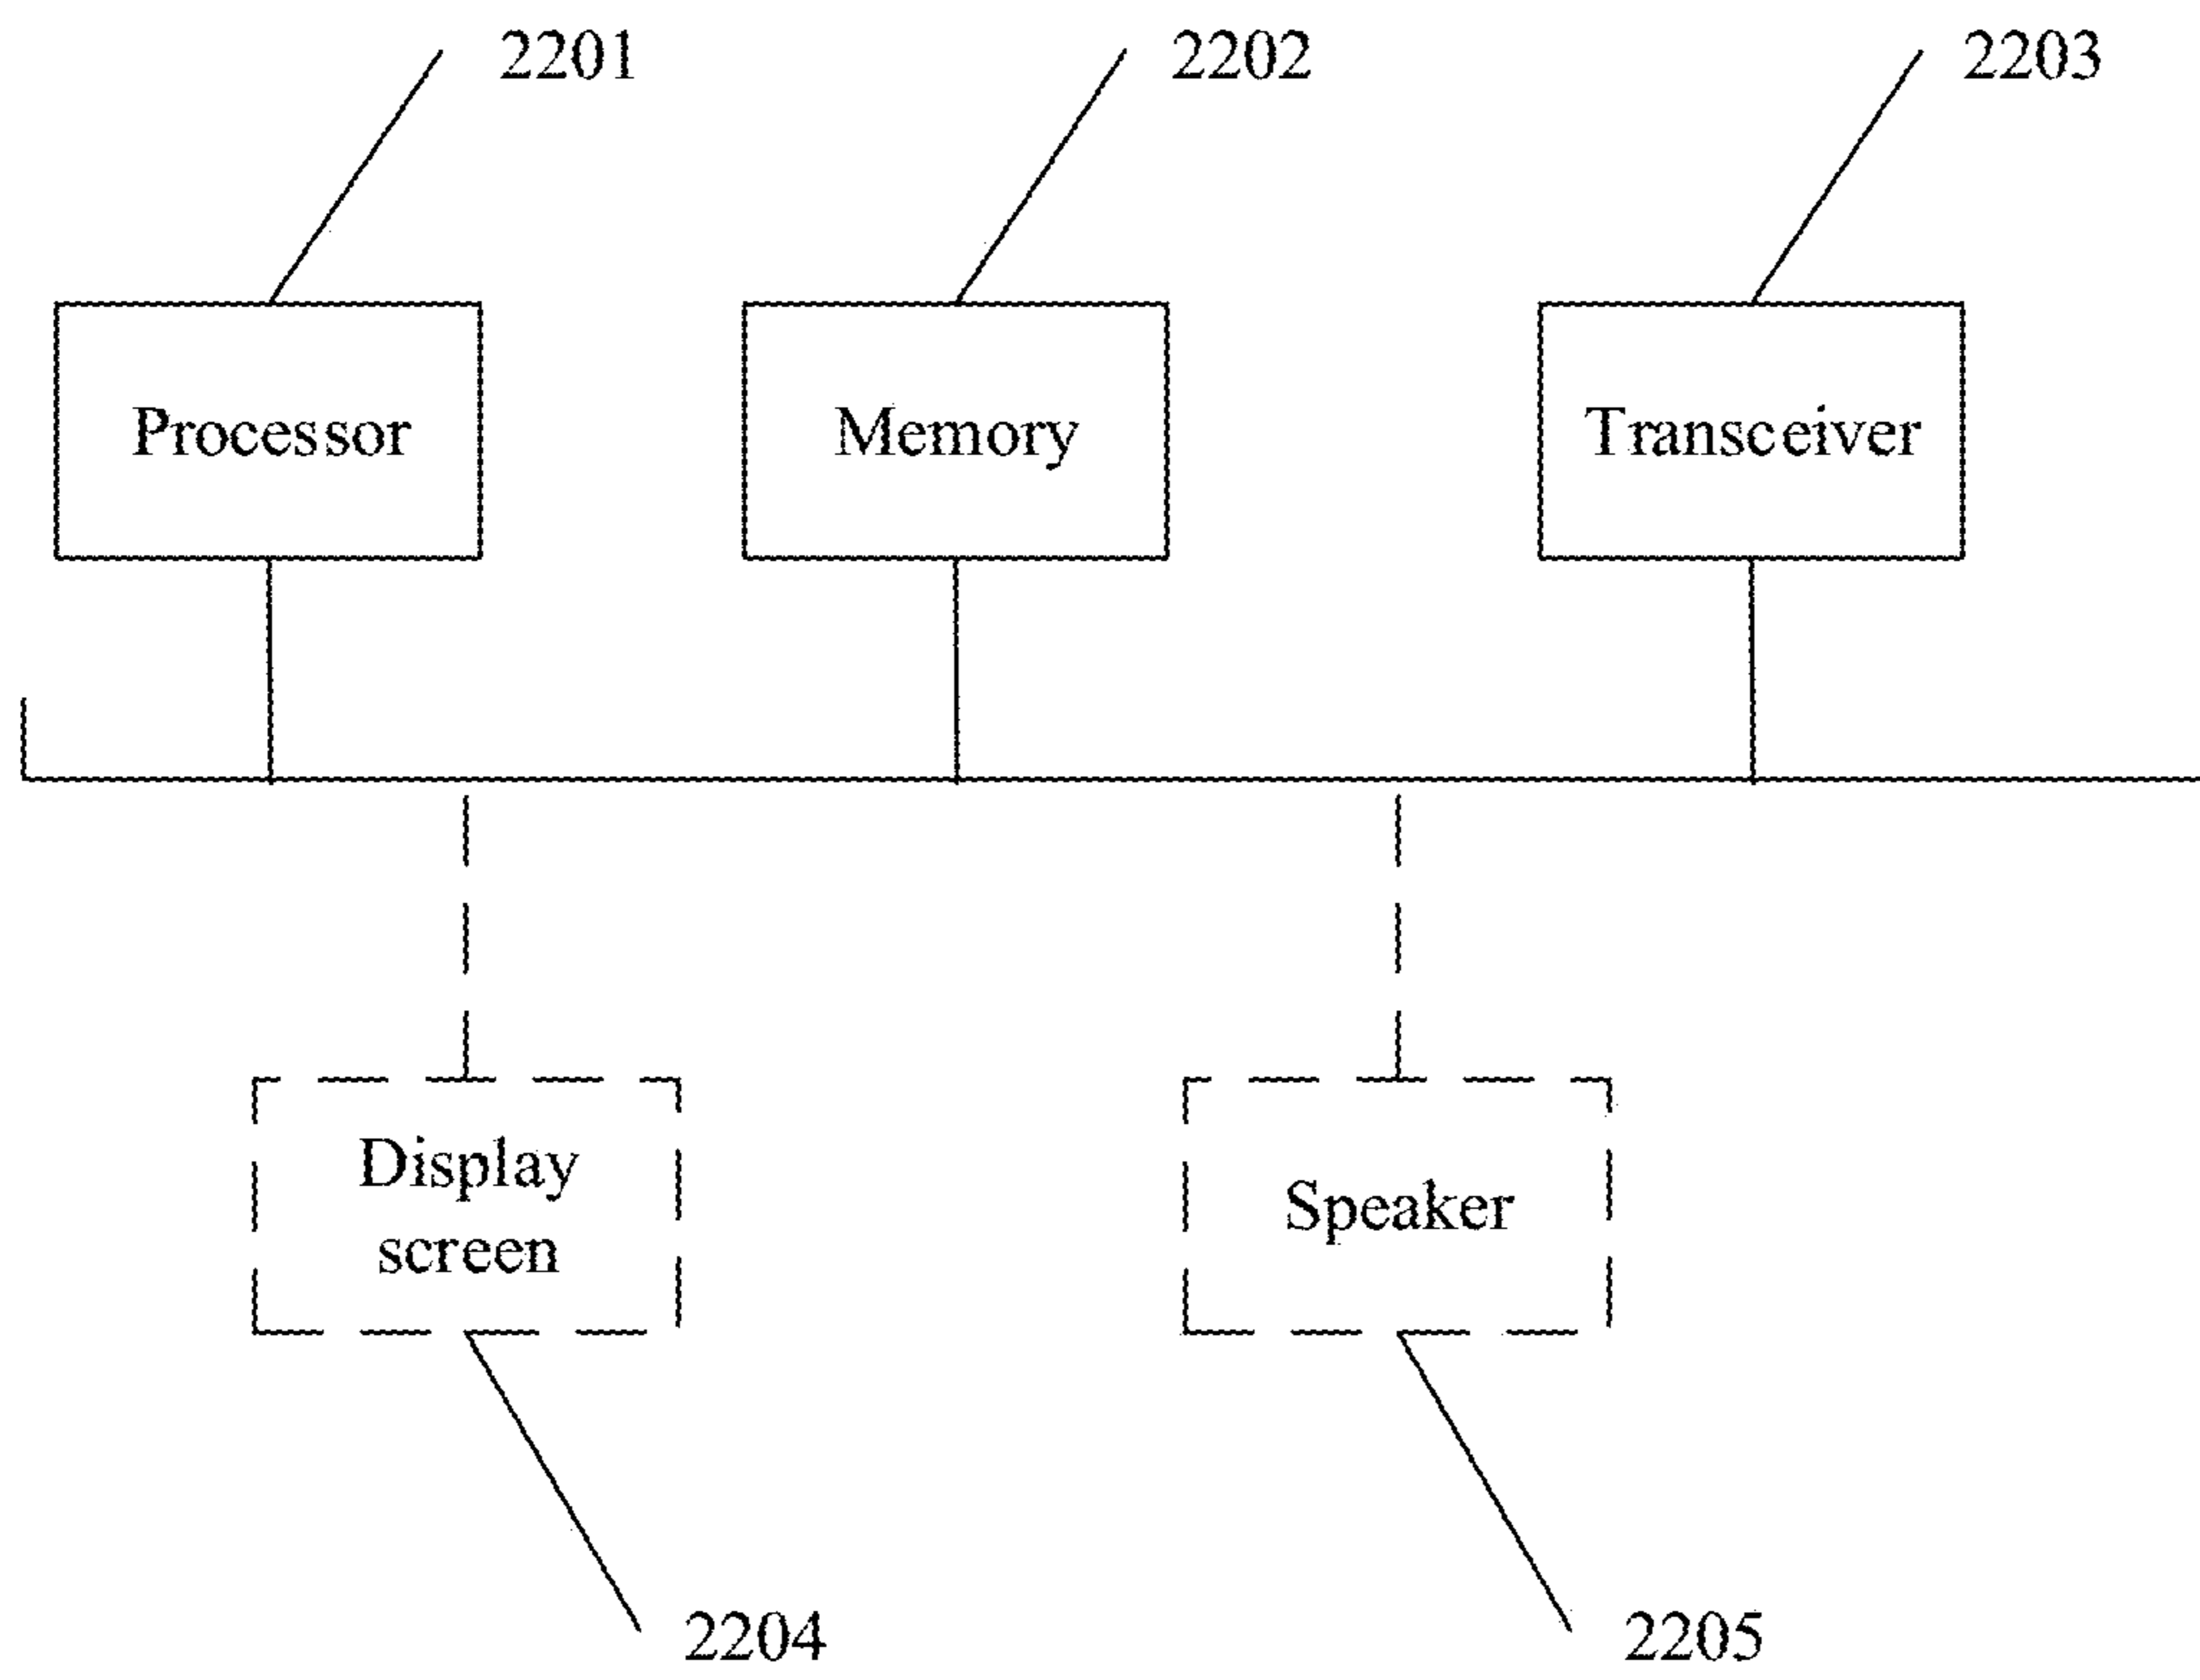 2201
2202
2203
Processor
Memory
Transceiver
Display
screen
Speaker
2204
2205